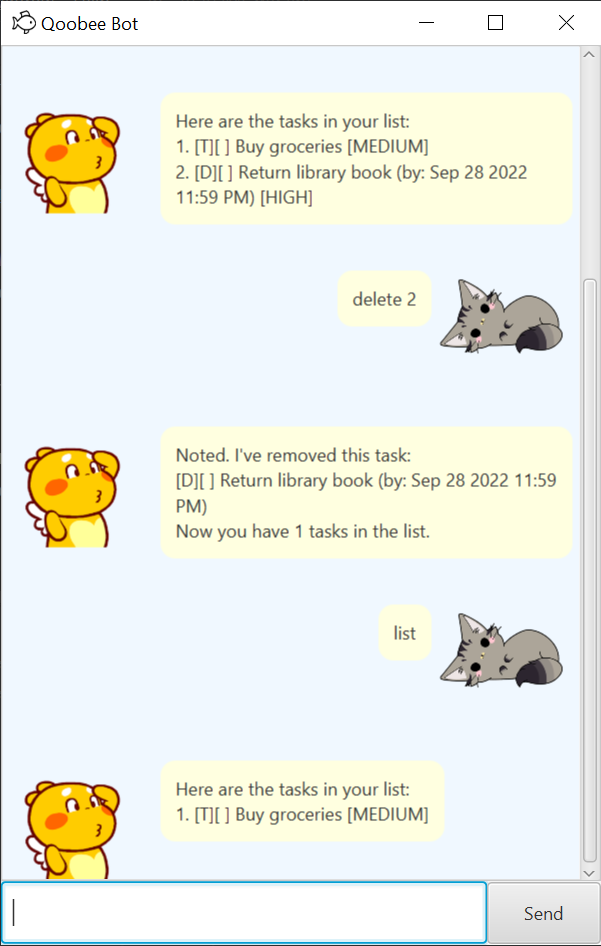 Qoobee Bot
Here are the tasks in your list:
1. [T][ ] Buy groceries [MEDIUM]
2. [D][ ] Return library book (by: Sep 28 2022
11:59 PM) [HIGH]
delete 2
Noted. I've removed this task:
[D][ ] Return library book (by: Sep 28 2022 11:59
PM)
Now you have 1 tasks in the list.
list
Here are the tasks in your list:
1. [T][ ] Buy groceries [MEDIUM]
Send